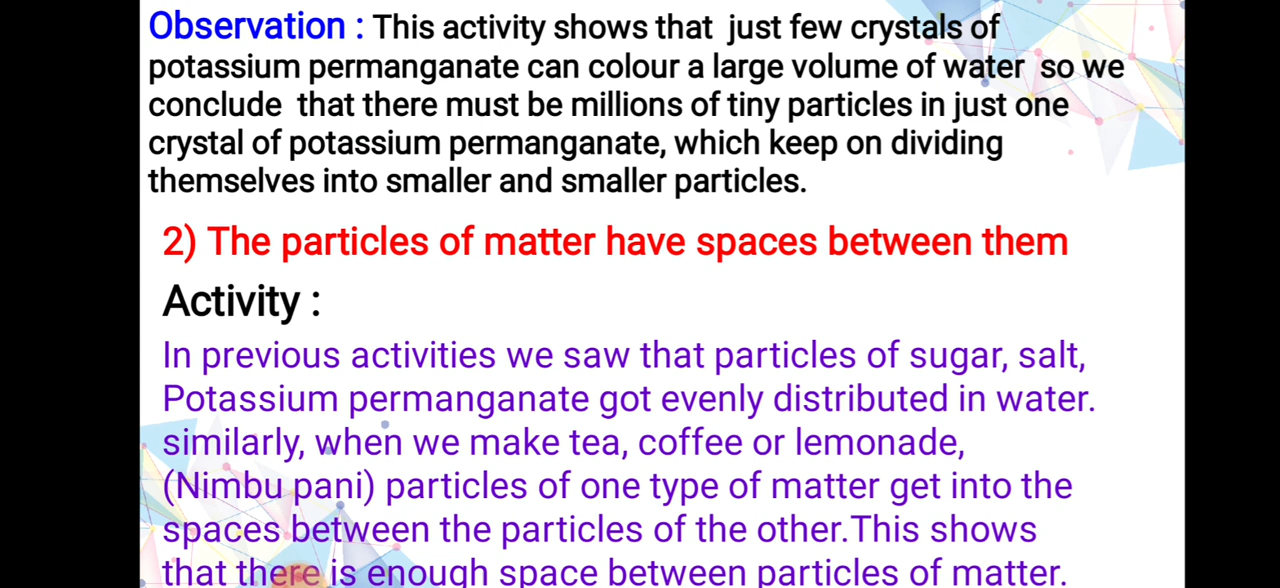 Observation : This activity shows that just few crystals of
potassium permanganate can colour a large volume of water so we
conclude that there must be millions of tiny particles in just one
crystal of potassium permanganate, which keep on dividing
themselves into smaller and smaller particles.
2) The particles of matter have spaces between them
Activity :
In previous activities we saw that particles of sugar, salt,
Potassium permanganate got evenly distributed in water.
similarly, when we make tea, coffee or lemonade,
(Nimbu pani) particles of one type of matter get into the
spaces between the particles of the other.This shows
that there is enough space between particles of matter.